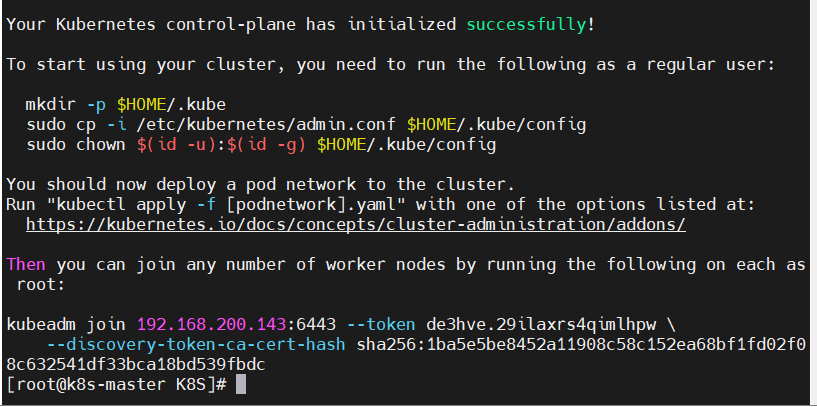 Your Kubernetes control-plane has initialized successfully!
To start using your cluster, you need to run the following as a regular user:
mkdir -p $HOME/.kube
sudo cp -i /etc/kubernetes/admin.conf $HOME/.kube/config
sudo chown $(id -u):$(id -g) $HOME/.kube/config
You should now deploy a pod network to the cluster.
Run "kubectl apply -f [podnetwork].yaml" with one of the options listed at:
https://kubernetes.io/docs/concepts/cluster-administration/addons/
Then you can join any number of worker nodes by running the following on each as
root:
kubeadm join 192.168.200.143:6443 --token de3hve.29ilaxrs4qimlhpw \
--discovery-token-ca-cert-hash sha256:1ba5e5be8452a11908c58c152ea68bf1fd02f0
8c632541df33bca18bd539fbdc
[root@k8s-master K8S]#